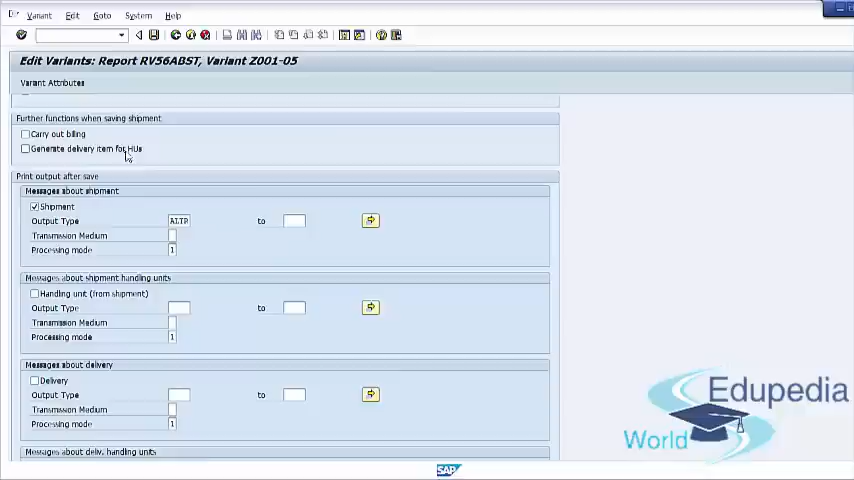 Variant Edit Goto System Help
Edit Variants: Report RV56ABST, Variant Z001-05
Variant Attributes
Further functions when saving shipment
Carry out billing
Generate delivery item for HUs
Print output after save
Messages about shipment
Shipment
Output Type ALTR to
Transmission Medium
Processing mode 1
Messages about shipment handling units
Handling unit (from shipment)
Output Type to
Transmission Medium
Processing mode 1
Messages about delivery
Delivery
Output Type to
Transmission Medium
Processing mode 1
Messages about deliv. handling units
Edupedia
World
SAP